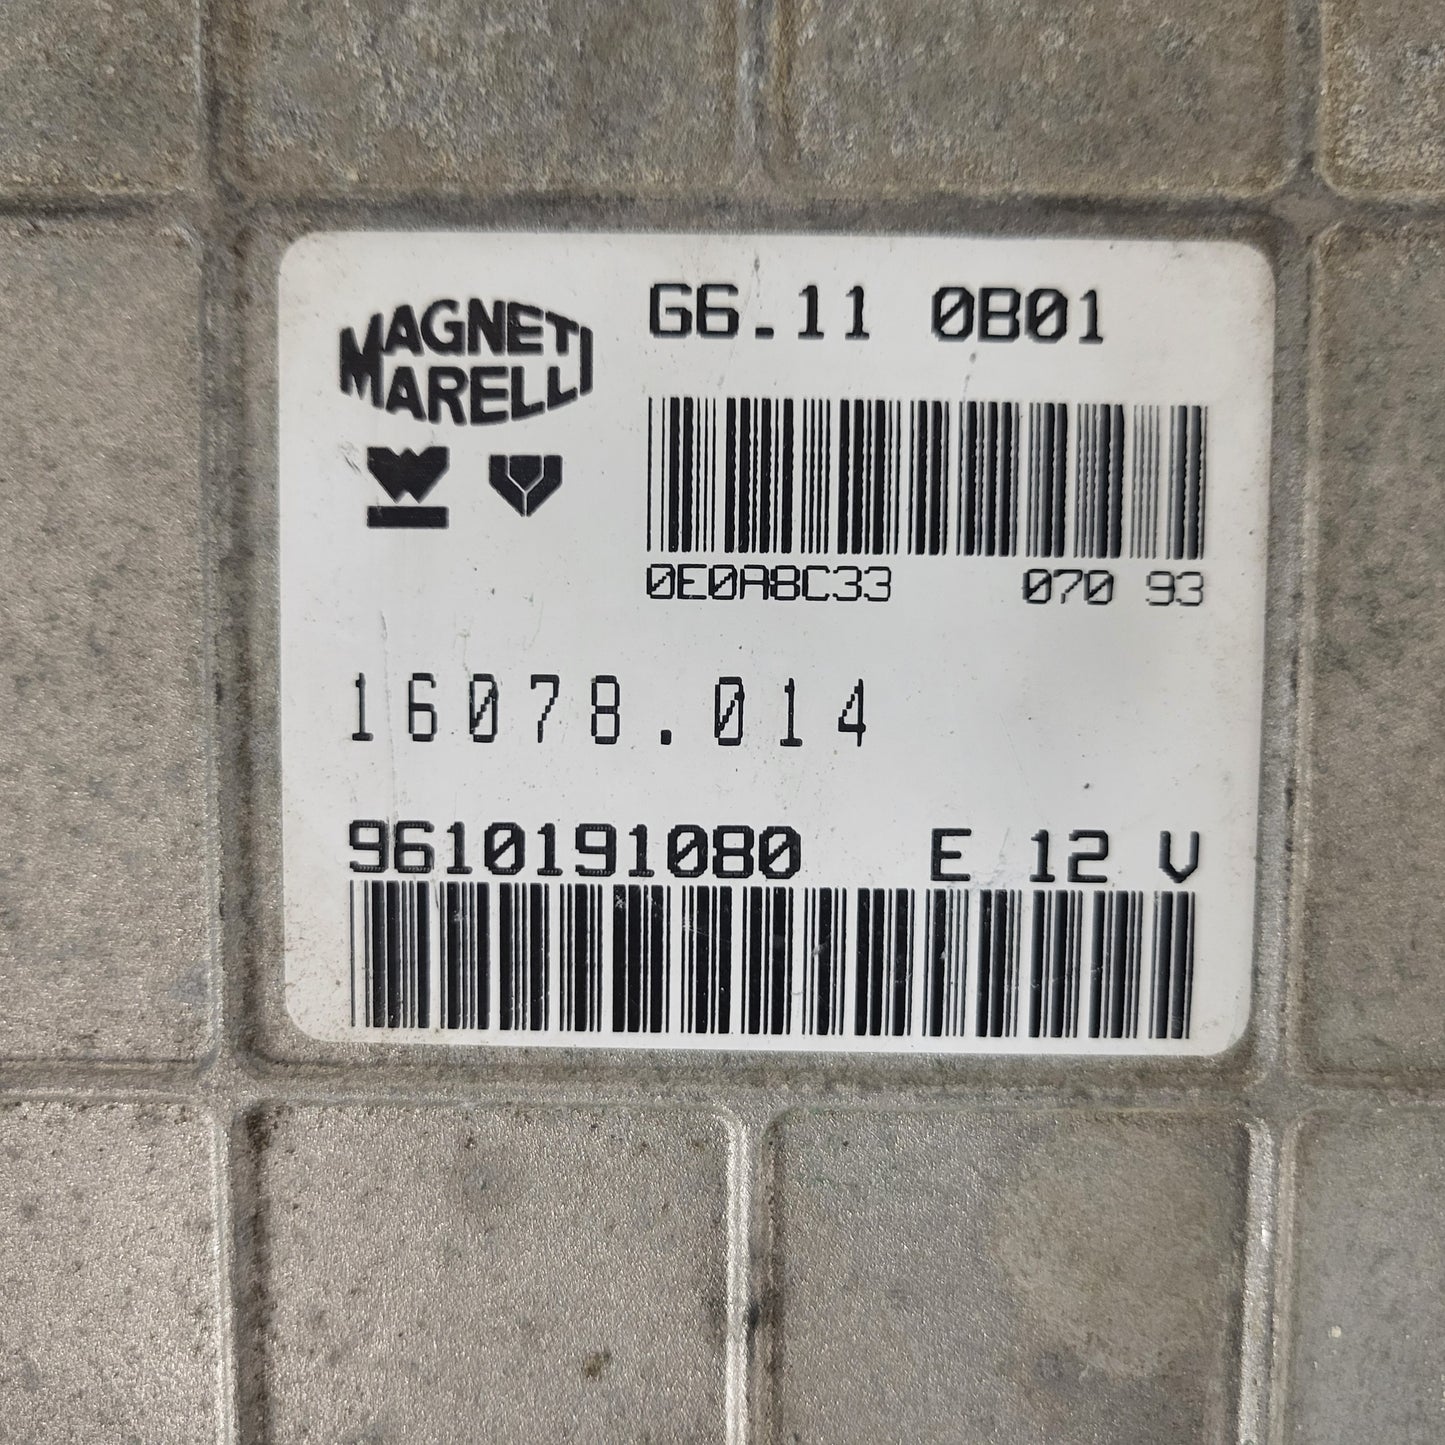 MAGNETI
MARELLI
G6.11 0B01
0E0A8C33 070 93
16078.014
9610191080 E 12 V